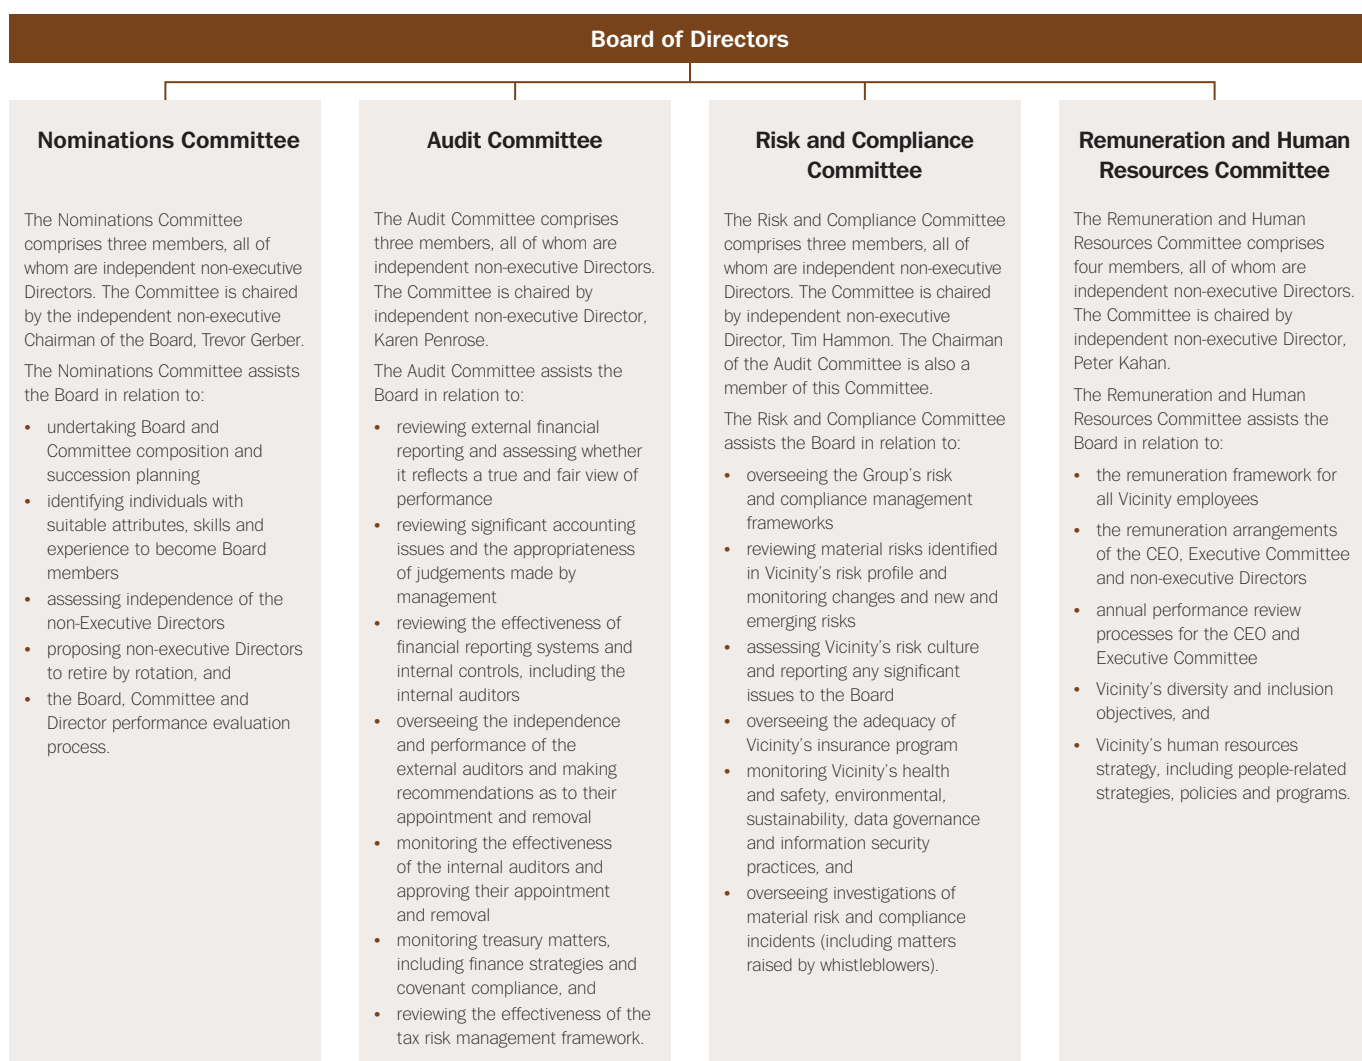 Board of Directors
Nominations Committee
The Nominations Committee
comprises three members, all of
whom are independent non-executive
Directors. The Committee is chaired
by the independent non-executive
Chairman of the Board, Trevor Gerber.
The Nominations Committee assists
the Board in relation to:
• undertaking Board and
Committee composition and
succession planning
• identifying individuals with
suitable attributes, skills and
experience to become Board
members
• assessing independence of the
non-Executive Directors
• proposing non-executive Directors
to retire by rotation, and
• the Board, Committee and
Director performance evaluation
process.
Audit Committee
The Audit Committee comprises
three members, all of whom are
independent non-executive Directors.
The Committee is chaired by
independent non-executive Director,
Karen Penrose.
The Audit Committee assists the
Board in relation to:
• reviewing external financial
reporting and assessing whether
it reflects a true and fair view of
performance
• reviewing significant accounting
issues and the appropriateness
of judgements made by
management
• reviewing the effectiveness of
financial reporting systems and
internal controls, including the
internal auditors
• overseeing the independence
and performance of the
external auditors and making
recommendations as to their
appointment and removal
• monitoring the effectiveness
of the internal auditors and
approving their appointment
and removal
• monitoring treasury matters,
including finance strategies and
covenant compliance, and
• reviewing the effectiveness of the
tax risk management framework.
Risk and Compliance
Committee
The Risk and Compliance Committee
comprises three members, all of
whom are independent non-executive
Directors. The Committee is chaired
by independent non-executive
Director, Tim Hammon. The Chairman
of the Audit Committee is also a
member of this Committee.
The Risk and Compliance Committee
assists the Board in relation to:
• overseeing the Group's risk
and compliance management
frameworks
• reviewing material risks identified
in Vicinity's risk profile and
monitoring changes and new and
emerging risks
• assessing Vicinity's risk culture
and reporting any significant
issues to the Board
• overseeing the adequacy of
Vicinity's insurance program
• monitoring Vicinity's health
and safety, environmental,
sustainability, data governance
and information security
practices, and
• overseeing investigations of
material risk and compliance
incidents (including matters
raised by whistleblowers).
Remuneration and Human
Resources Committee
The Remuneration and Human
Resources Committee comprises
four members, all of whom are
independent non-executive Directors.
The Committee is chaired by
independent non-executive Director,
Peter Kahan.
The Remuneration and Human
Resources Committee assists the
Board in relation to:
• the remuneration framework for
all Vicinity employees
• the remuneration arrangements
of the CEO, Executive Committee
and non-executive Directors
• annual performance review
processes for the CEO and
Executive Committee
• Vicinity's diversity and inclusion
objectives, and
• Vicinity's human resources
strategy, including people-related
strategies, policies and programs.